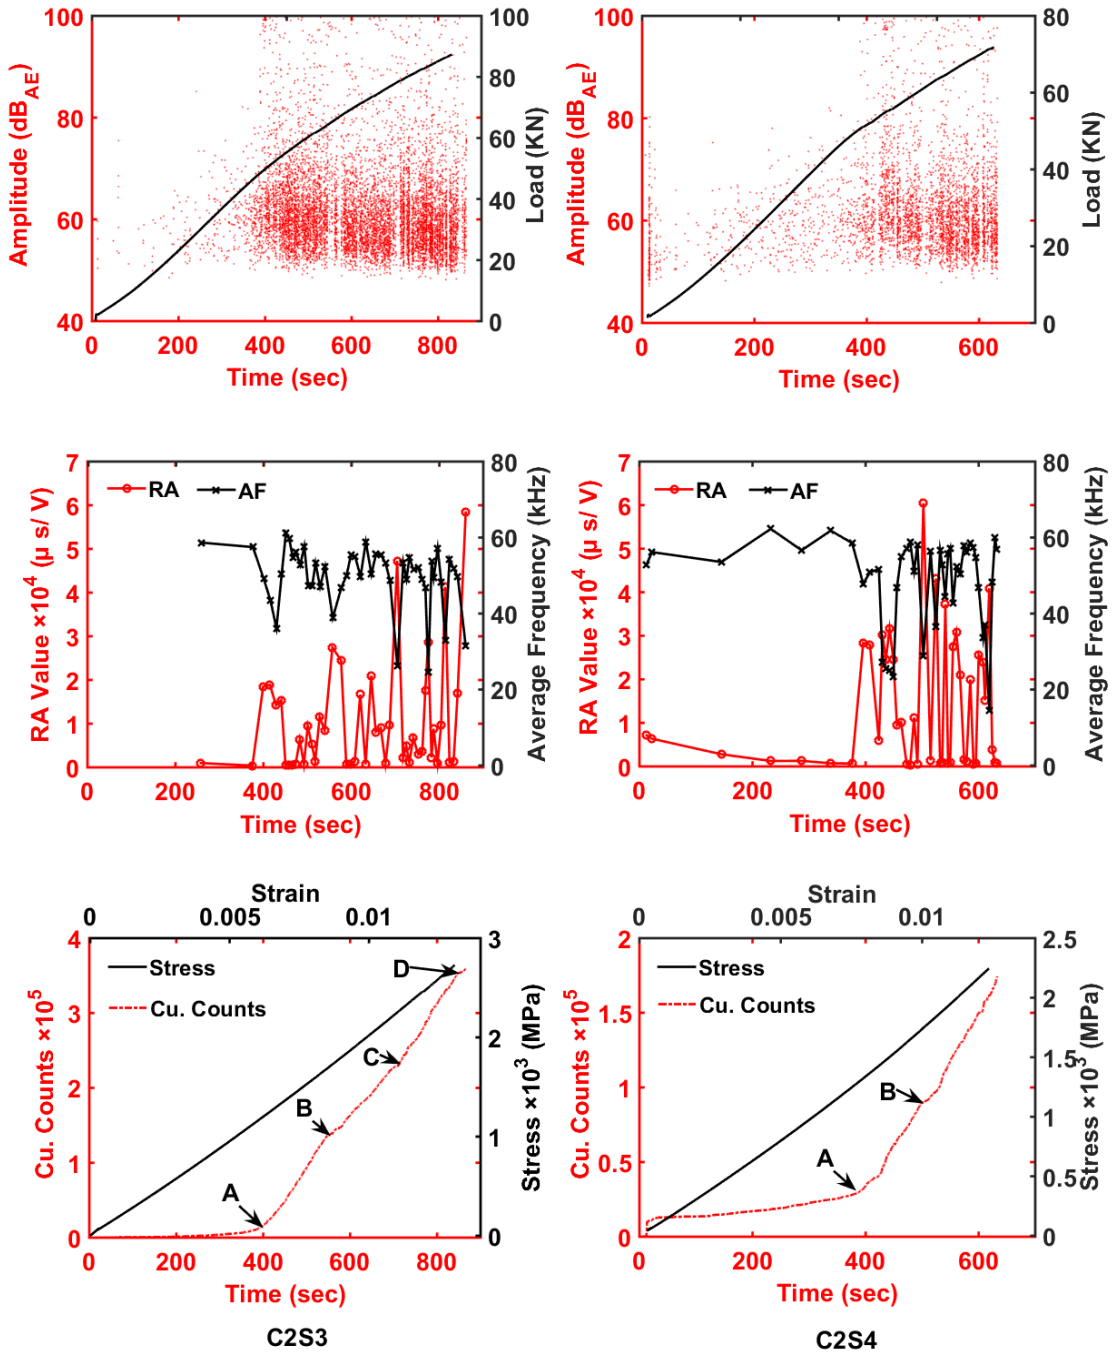 100
80
60
40
Amplitude (dB_AE)
100
80
60
40
20
0
Load (KN)
0 200 400 600 800
Time (sec)
100
80
60
40
Amplitude (dB_AE)
80
60
40
20
0
Load (KN)
0 200 400 600
Time (sec)
7
6
5
4
3
2
1
0
RA Value ×10^4 (μ s/ V)
RA AF
80
60
40
20
0
Average Frequency (kHz)
0 200 400 600 800
Time (sec)
7
6
5
4
3
2
1
0
RA Value ×10^4 (μ s/ V)
RA AF
80
60
40
20
0
Average Frequency (kHz)
0 200 400 600
Time (sec)
Strain
0 0.005 0.01
4
3
2
1
0
Cu. Counts ×10^5
Stress
Cu. Counts
A
B
C
D
3
2
1
0
Stress ×10^3 (MPa)
0 200 400 600 800
Time (sec)
C2S3
Strain
0 0.005 0.01
2
1.5
1
0.5
0
Cu. Counts ×10^5
Stress
Cu. Counts
A
B
2.5
2
1.5
1
0.5
0
Stress ×10^3 (MPa)
0 200 400 600
Time (sec)
C2S4